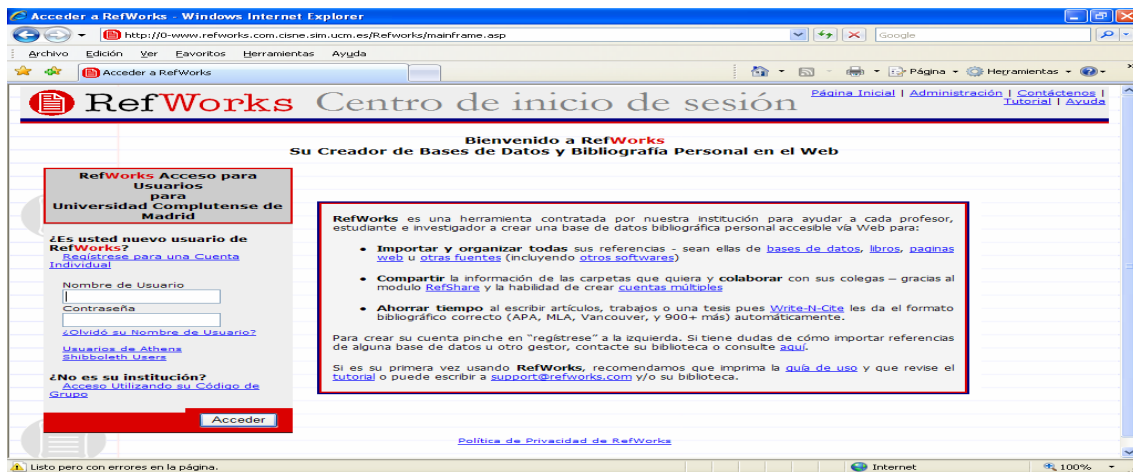 Acceder a RefWorks - Windows Internet Explorer
http://0-www.refworks.com.cisne.sim.ucm.es/Refworks/mainframe.asp
Google
Archivo Edición Ver Favoritos Herramientas Ayuda
Acceder a RefWorks
Página Herramientas
RefWorks Centro de inicio de sesión
Página Inicial | Administración | Contáctenos |
Tutorial | Ayuda
Bienvenido a RefWorks
Su Creador de Bases de Datos y Bibliografía Personal en el Web
RefWorks Acceso para
Usuarios
para
Universidad Complutense de
Madrid
¿Es usted nuevo usuario de
RefWorks?
Regístrese para una Cuenta
Individual
Nombre de Usuario
Contraseña
¿Olvidó su Nombre de Usuario?
Usuarios de Athens
Shibboleth Users
¿No es su institución?
Acceso Utilizando su Código de
Grupo
Acceder
RefWorks es una herramienta contratada por nuestra institución para ayudar a cada profesor,
estudiante e investigador a crear una base de datos bibliográfica personal accesible vía Web para:
• Importar y organizar todas sus referencias - sean ellas de bases de datos, libros, paginas
web u otras fuentes (incluyendo otros softwares)
• Compartir la información de las carpetas que quiera y colaborar con sus colegas – gracias al
modulo RefShare y la habilidad de crear cuentas múltiples
• Ahorrar tiempo al escribir artículos, trabajos o una tesis pues Write-N-Cite les da el formato
bibliográfico correcto (APA, MLA, Vancouver, y 900+ más) automáticamente.
Para crear su cuenta pinche en "regístrese" a la izquierda. Si tiene dudas de cómo importar referencias
de alguna base de datos u otro gestor, contacte su biblioteca o consulte aquí.
Si es su primera vez usando RefWorks, recomendamos que imprima la guía de uso y que revise el
tutorial o puede escribir a support@refworks.com y/o su biblioteca.
Política de Privacidad de RefWorks
Listo pero con errores en la página.
Internet
100%